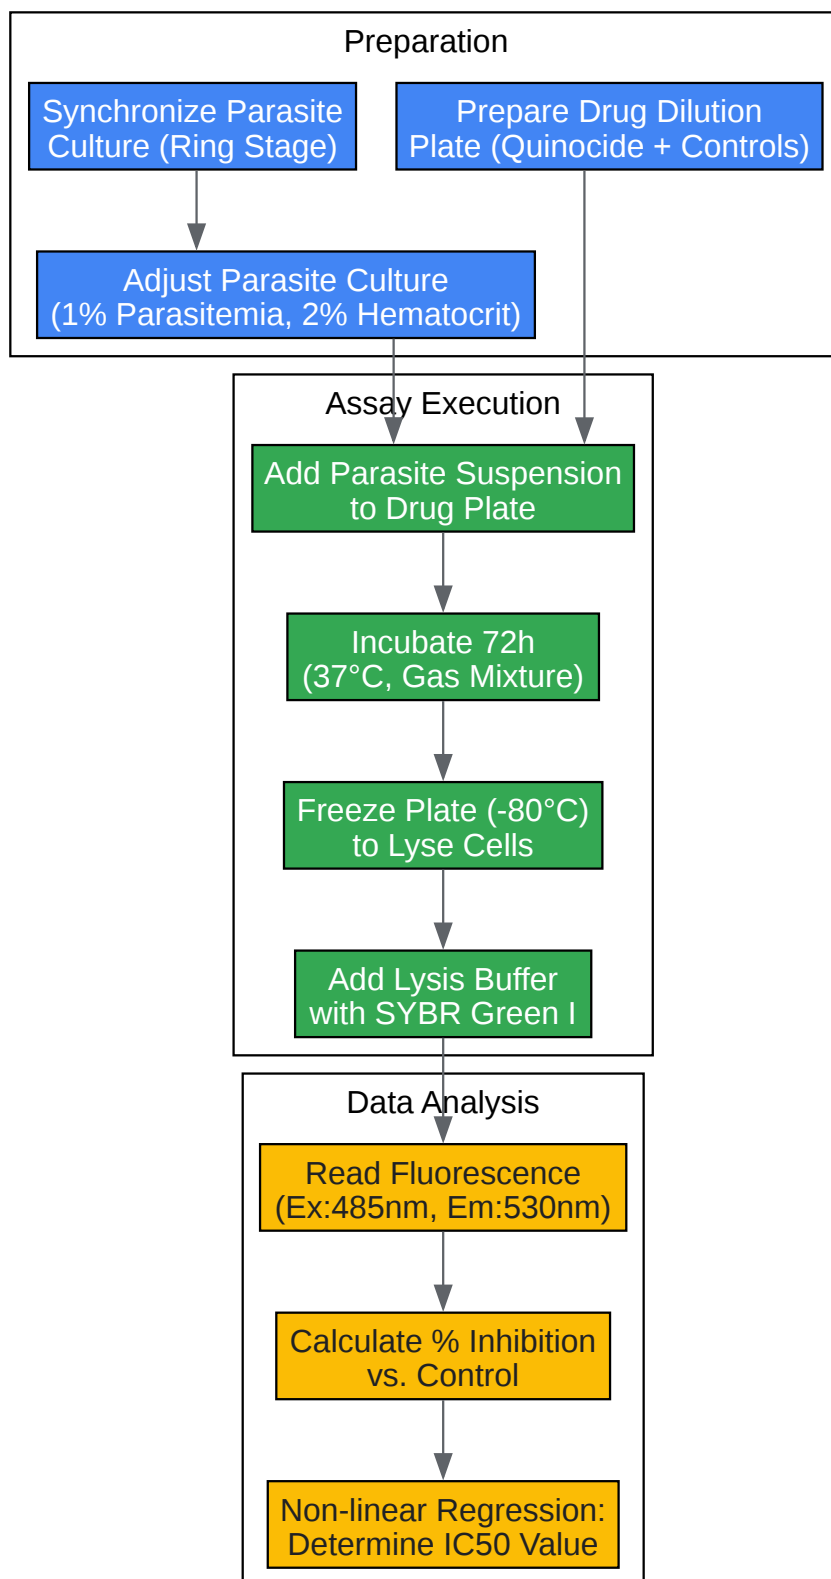 Preparation
Synchronize Parasite
Culture (Ring Stage)
Prepare Drug Dilution
Plate (Quinocide + Controls)
Adjust Parasite Culture
(1% Parasitemia, 2% Hematocrit)
Assay Execution
Add Parasite Suspension
to Drug Plate
Incubate 72h
(37°C, Gas Mixture)
Freeze Plate (-80°C)
to Lyse Cells
Add Lysis Buffer
with SYBR Green I
Data Analysis
Read Fluorescence
(Ex:485nm, Em:530nm)
Calculate % Inhibition
vs. Control
Non-linear Regression:
Determine IC50 Value